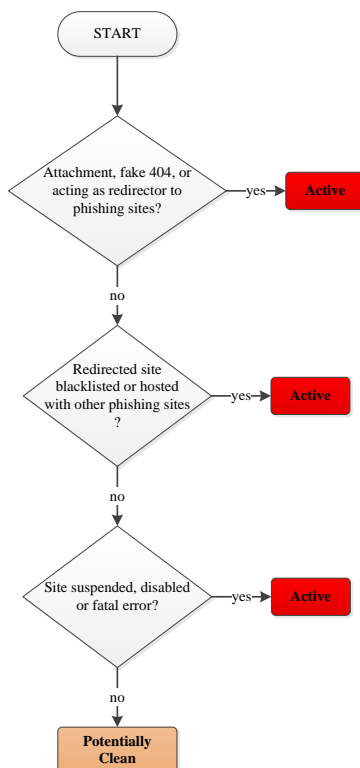 START
Attachment, fake 404, or
acting as redirector to
phishing sites?
yes
Active
no
Redirected site
blacklisted or hosted
with other phishing sites
?
yes
Active
no
Site suspended, disabled
or fatal error?
yes
Active
no
Potentially
Clean